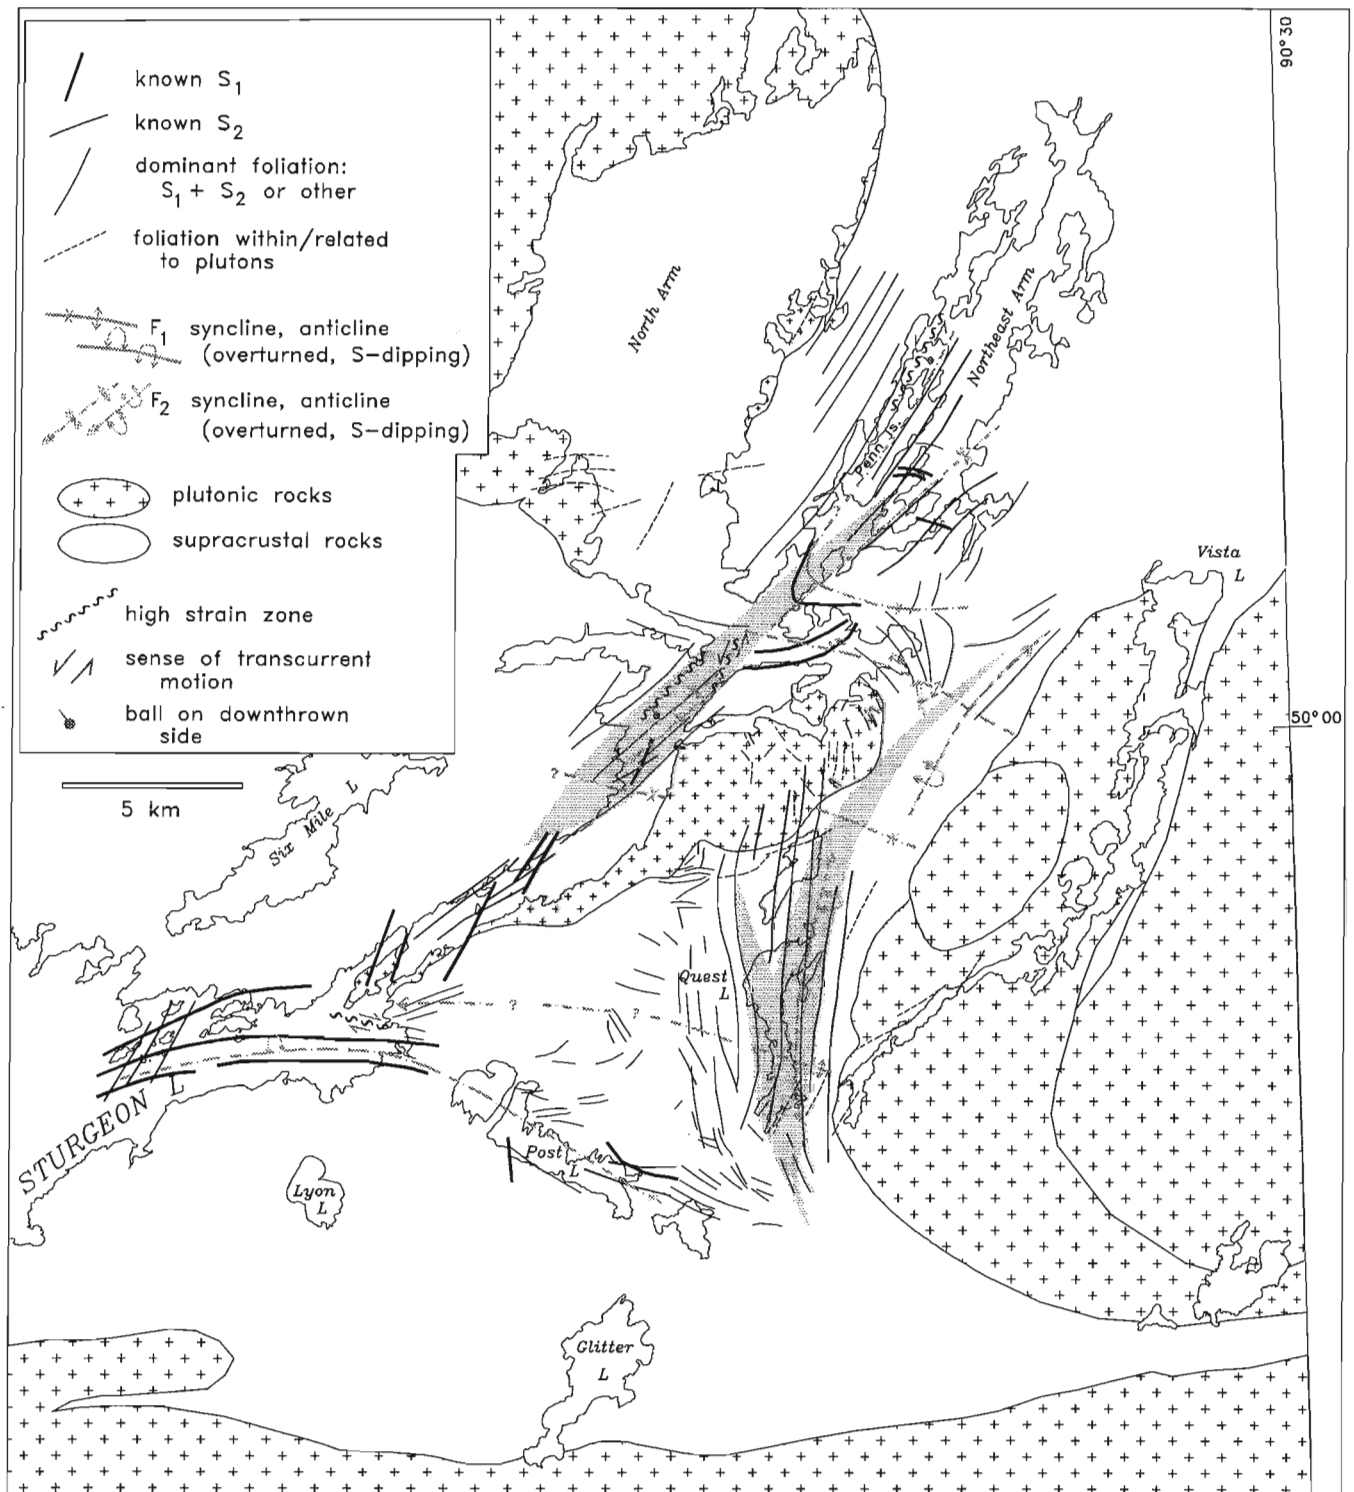 known S1
known S2
dominant foliation:
S1 + S2 or other
foliation within/related
to plutons
F1 syncline, anticline
(overturned, S-dipping)
F2 syncline, anticline
(overturned, S-dipping)
plutonic rocks
supracrustal rocks
high strain zone
sense of transcurrent
motion
ball on downthrown
side
5 km
90°30
North Arm
Northeast Arm
Penn Is.
Vista
L
50°00
?
Six Mile L
Quest
L
?
?
STURGEON L
Post
L
Lyon
L
Glitter
L